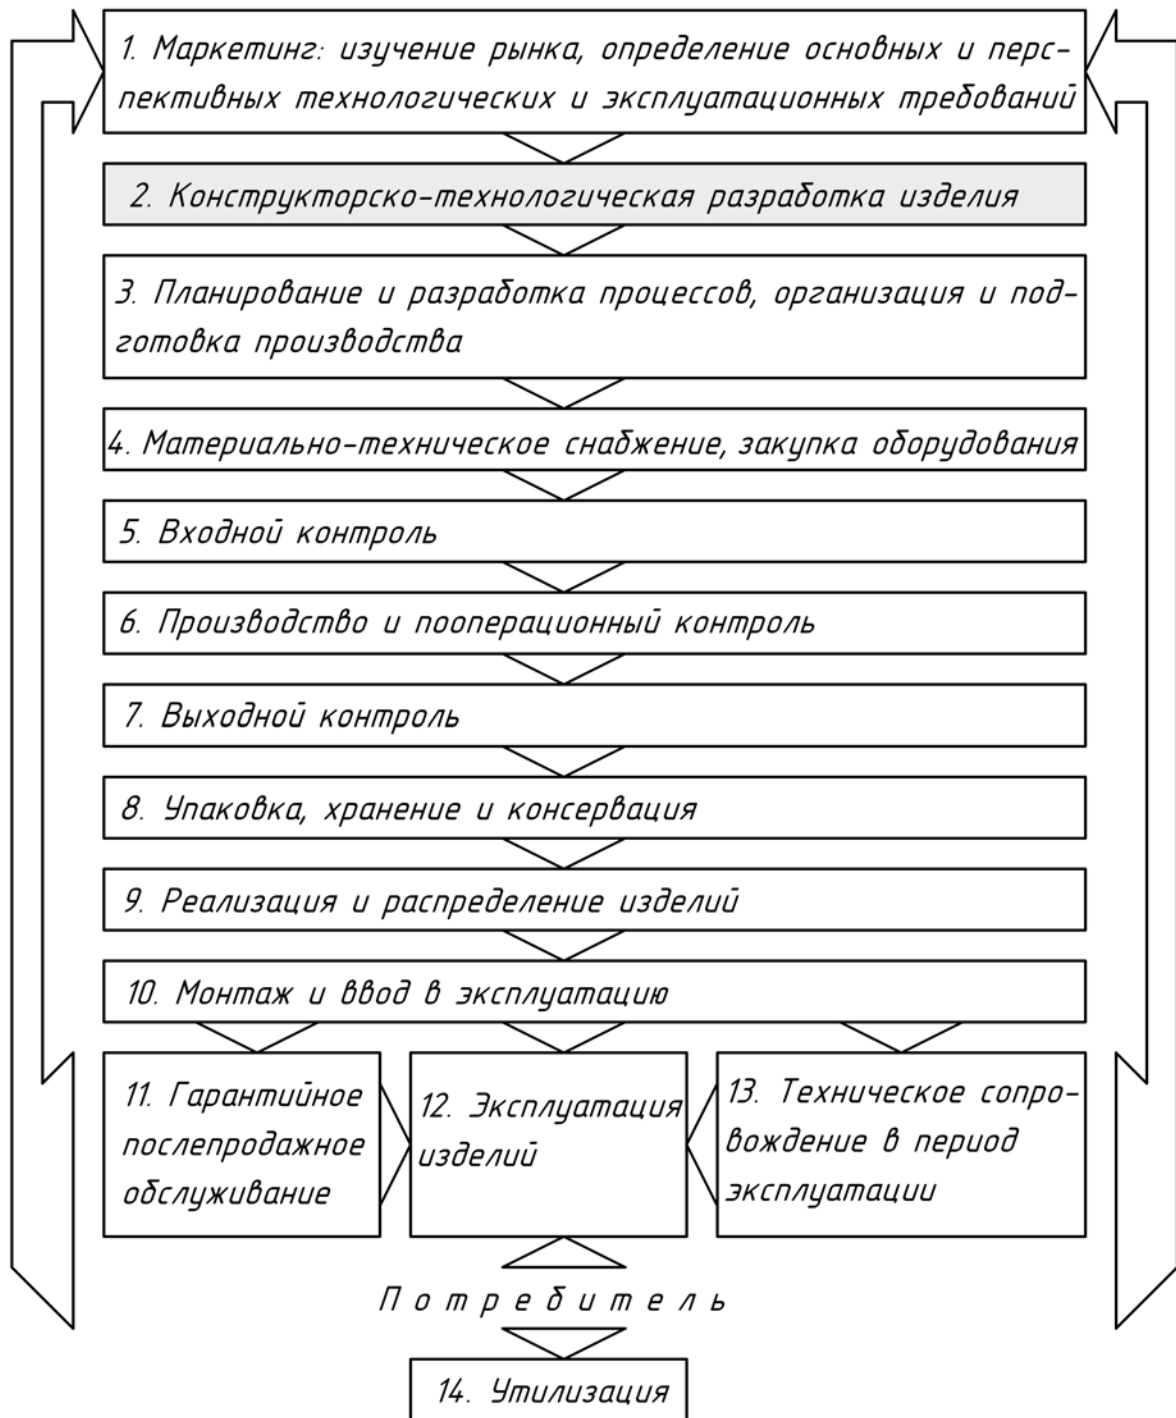 1. Маркетинг: изучение рынка, определение основных и перс-
пективных технологических и эксплуатационных требований
2. Конструкторско-технологическая разработка изделия
3. Планирование и разработка процессов, организация и под-
готовка производства
4. Материально-техническое снабжение, закупка оборудования
5. Входной контроль
6. Производство и пооперационный контроль
7. Выходной контроль
8. Упаковка, хранение и консервация
9. Реализация и распределение изделий
10. Монтаж и ввод в эксплуатацию
11. Гарантийное
послепродажное
обслуживание
12. Эксплуатация
изделий
13. Техническое сопро-
вождение в период
эксплуатации
Потребитель
14. Утилизация